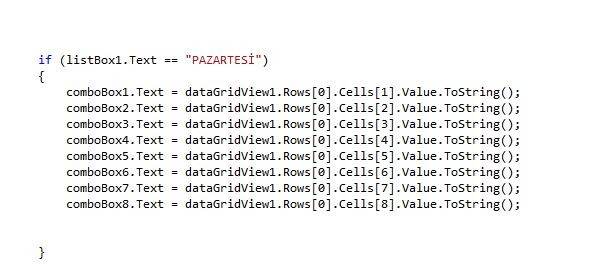 if (listBox1.Text == "PAZARTESİ")
{
comboBox1.Text = dataGridView1.Rows[0].Cells[1].Value.ToString();
comboBox2.Text = dataGridView1.Rows[0].Cells[2].Value.ToString();
comboBox3.Text = dataGridView1.Rows[0].Cells[3].Value.ToString();
comboBox4.Text = dataGridView1.Rows[0].Cells[4].Value.ToString();
comboBox5.Text = dataGridView1.Rows[0].Cells[5].Value.ToString();
comboBox6.Text = dataGridView1.Rows[0].Cells[6].Value.ToString();
comboBox7.Text = dataGridView1.Rows[0].Cells[7].Value.ToString();
comboBox8.Text = dataGridView1.Rows[0].Cells[8].Value.ToString();
}